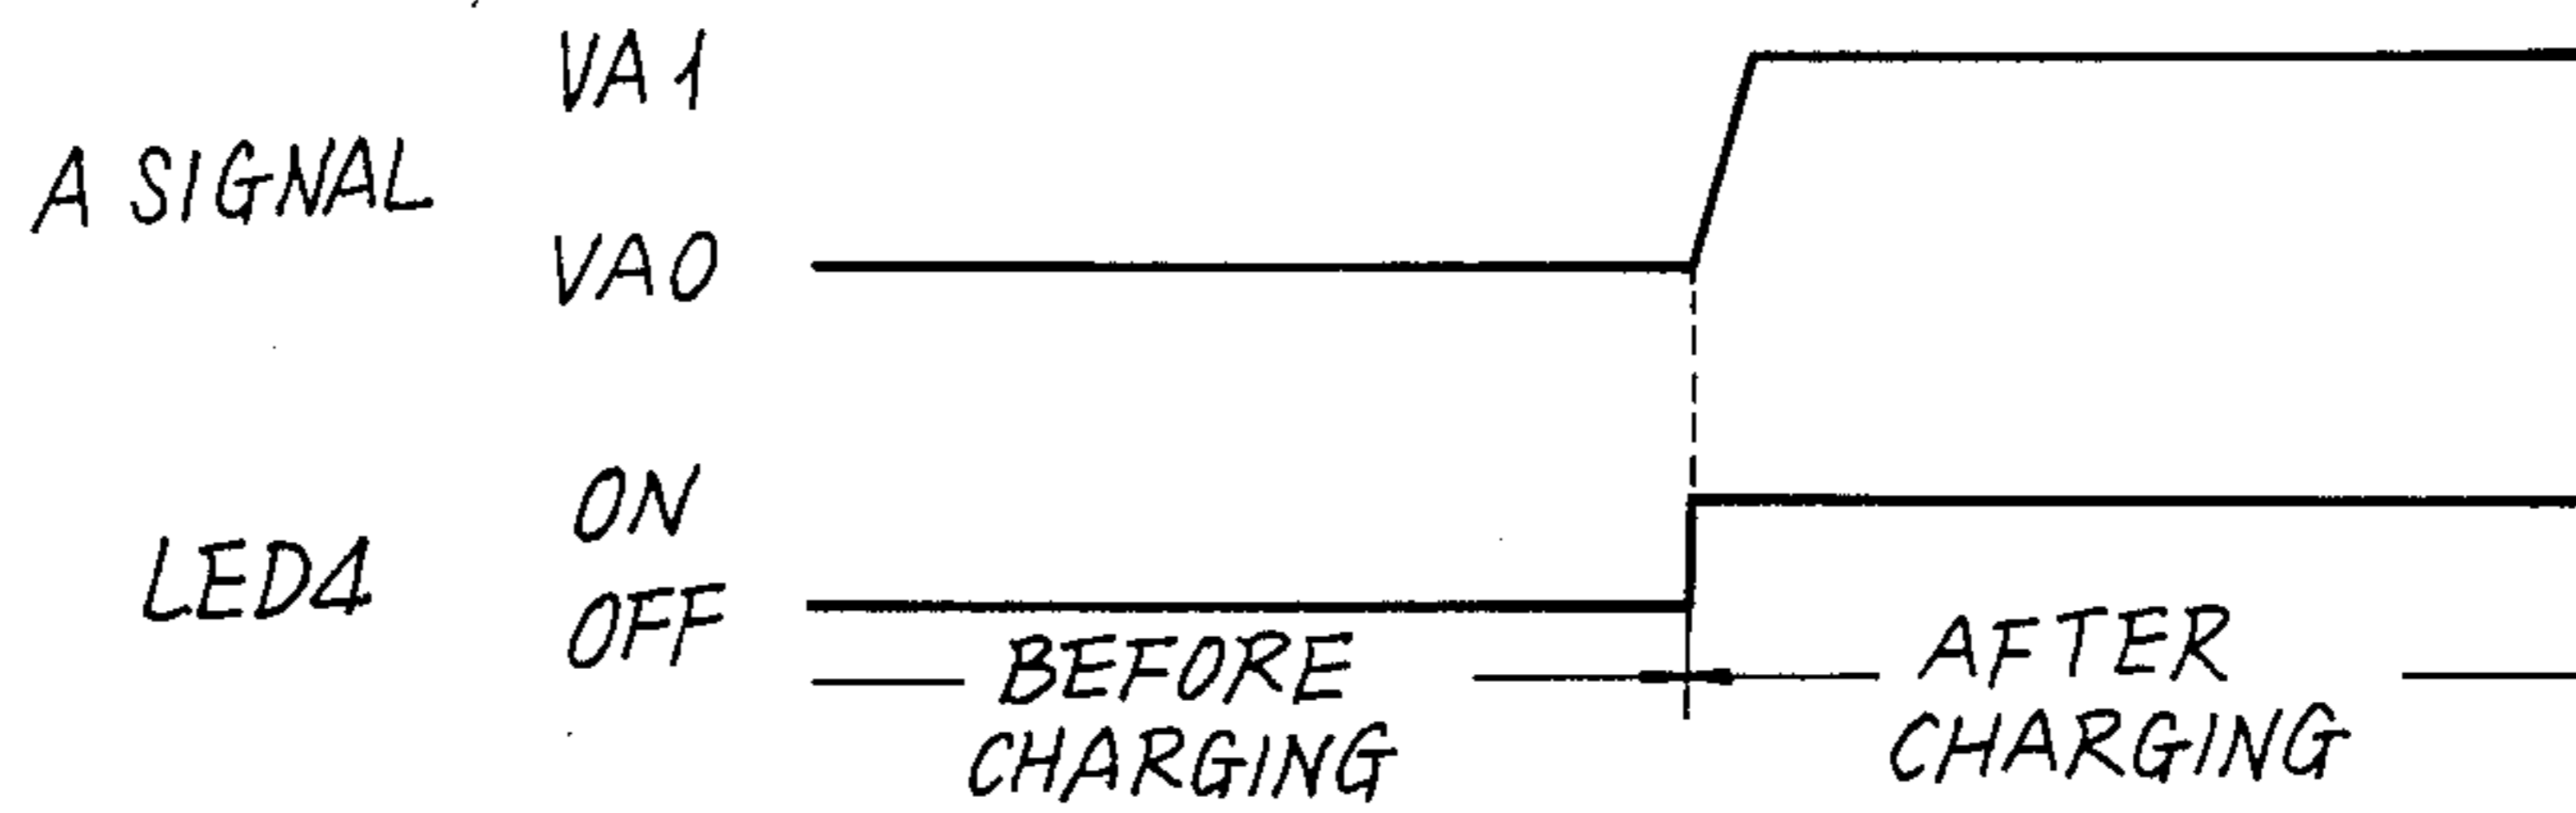 VA1
A SIGNAL
VA0
ON
LED4
OFF
BEFORE
CHARGING
AFTER
CHARGING